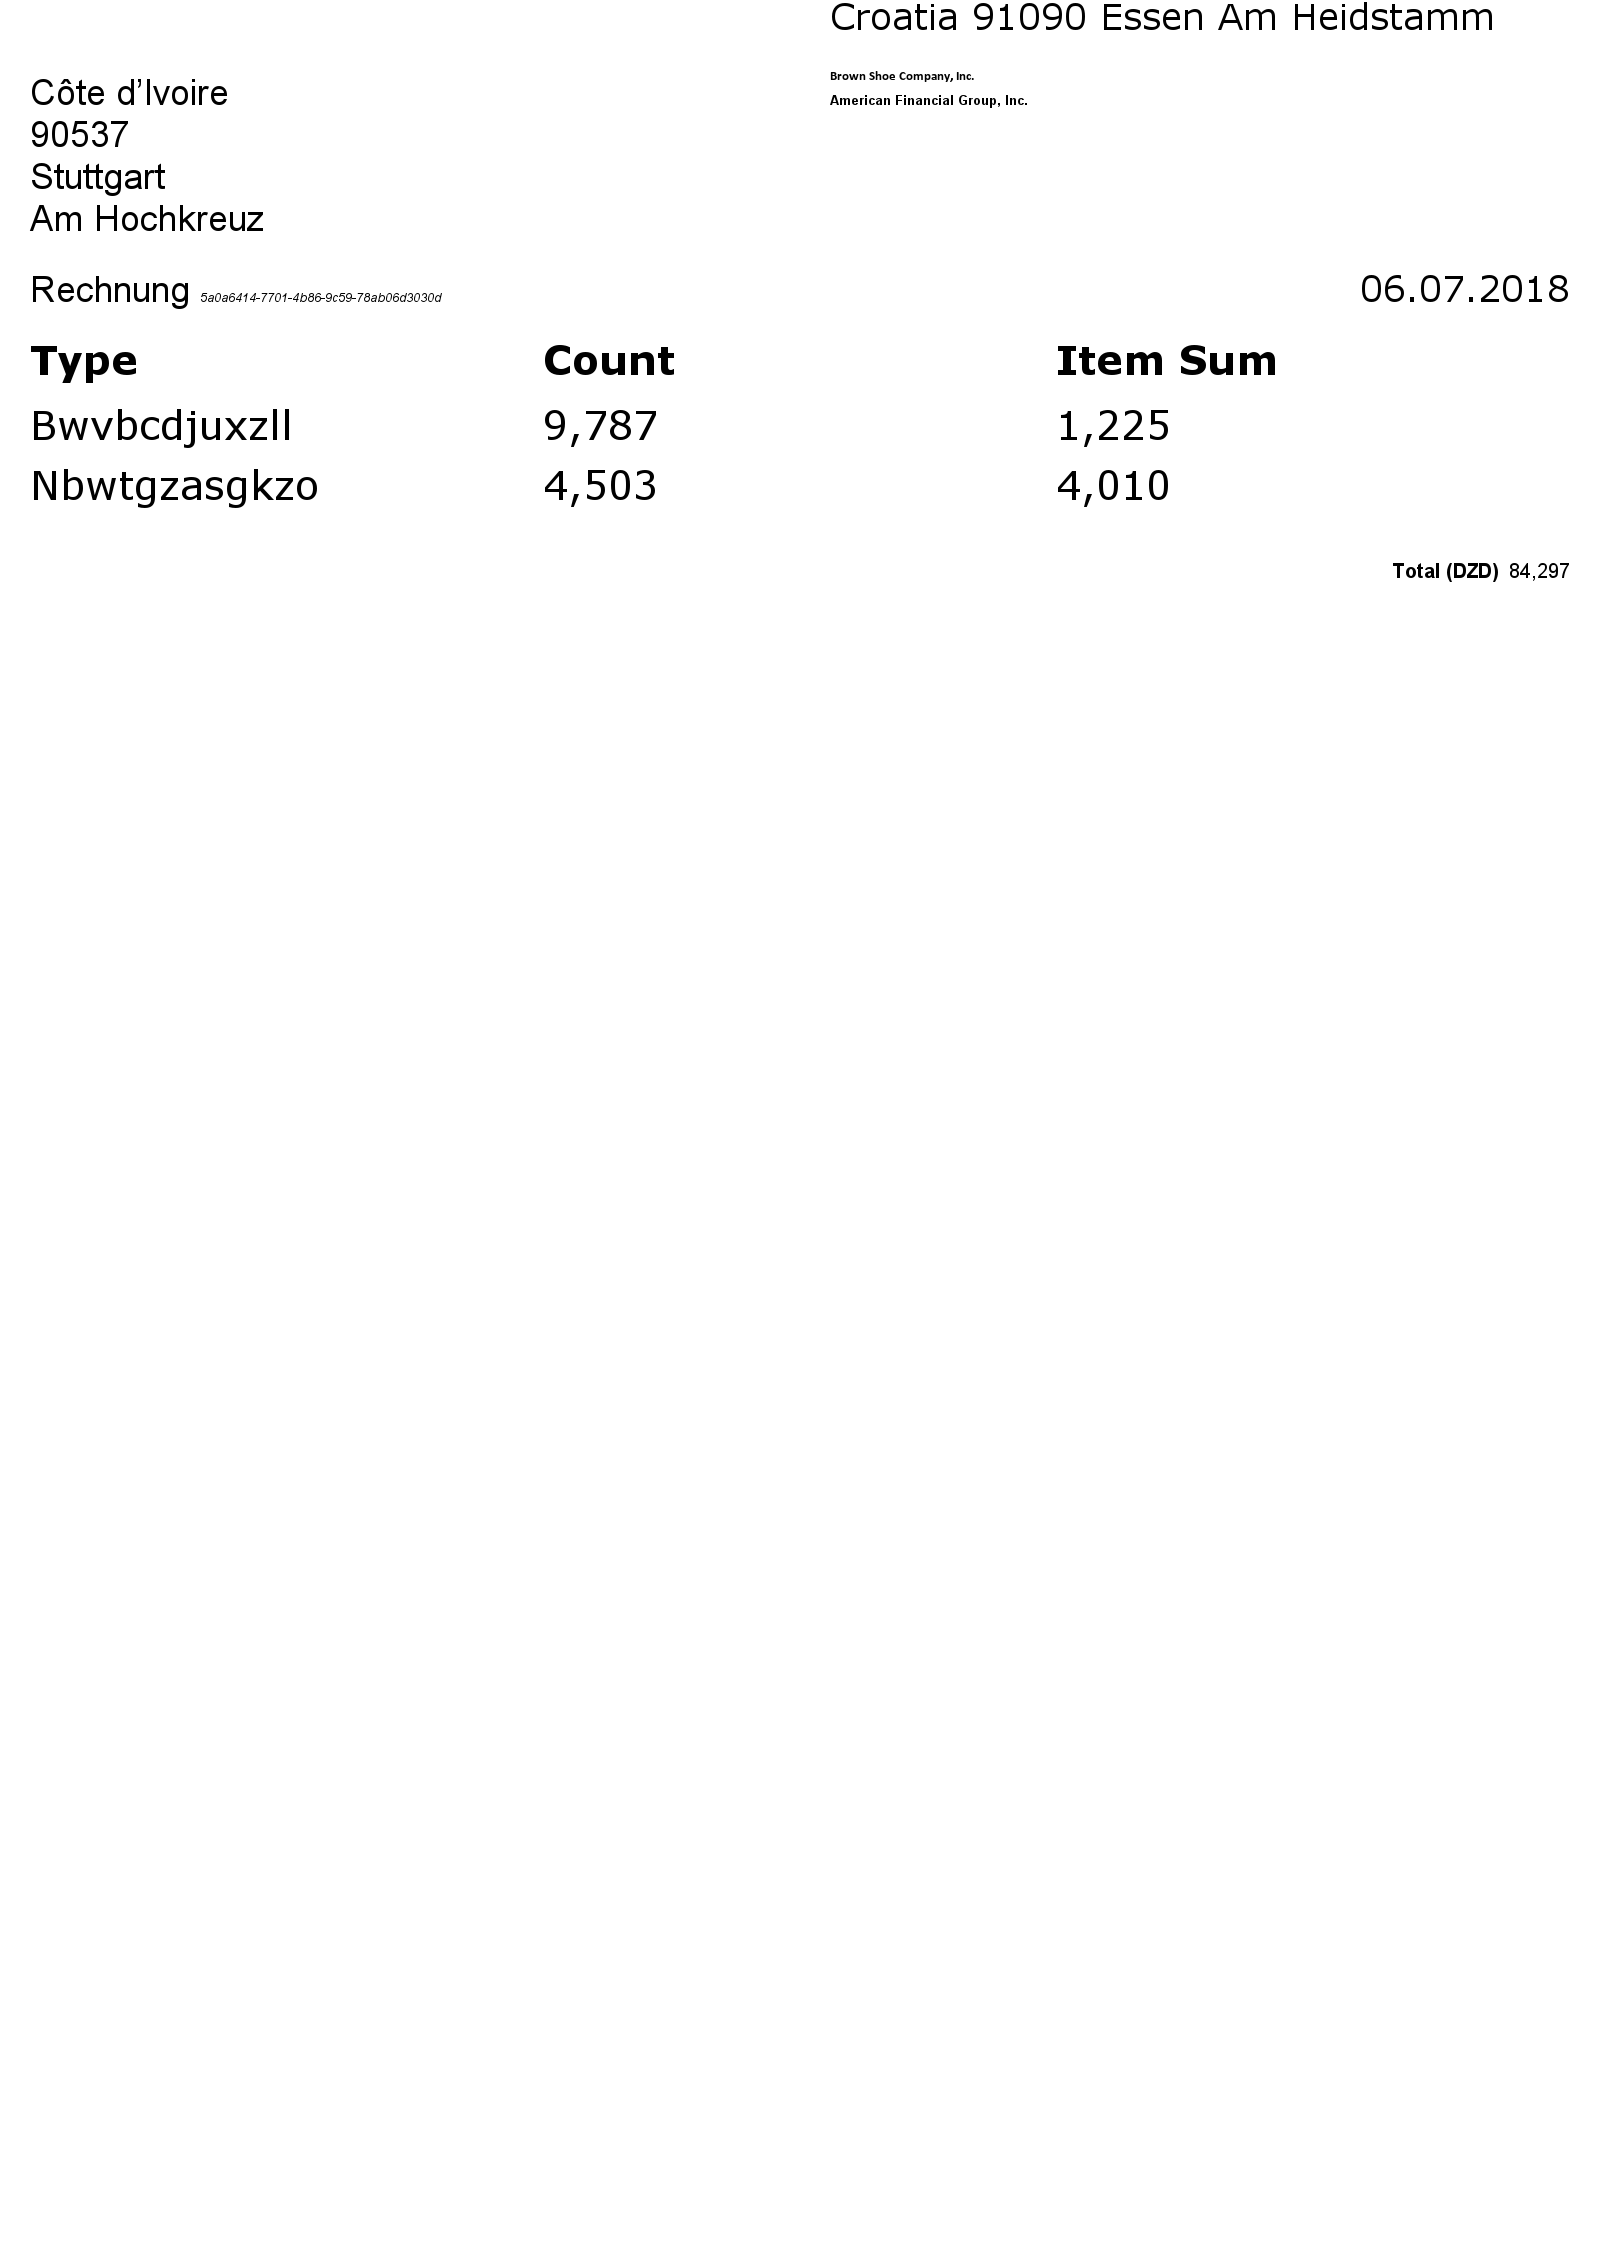 Croatia 91090 Essen Am Heidstamm
Brown Shoe Company, Inc.
American Financial Group, Inc.
Côte d’Ivoire
90537
Stuttgart
Am Hochkreuz
Rechnung 5a0a6414-7701-4b86-9c59-78ab06d3030d 06.07.2018
Type Count Item Sum
Bwvbcdjuxzll 9,787 1,225
Nbwtgzasgkzo 4,503 4,010
Total (DZD) 84,297